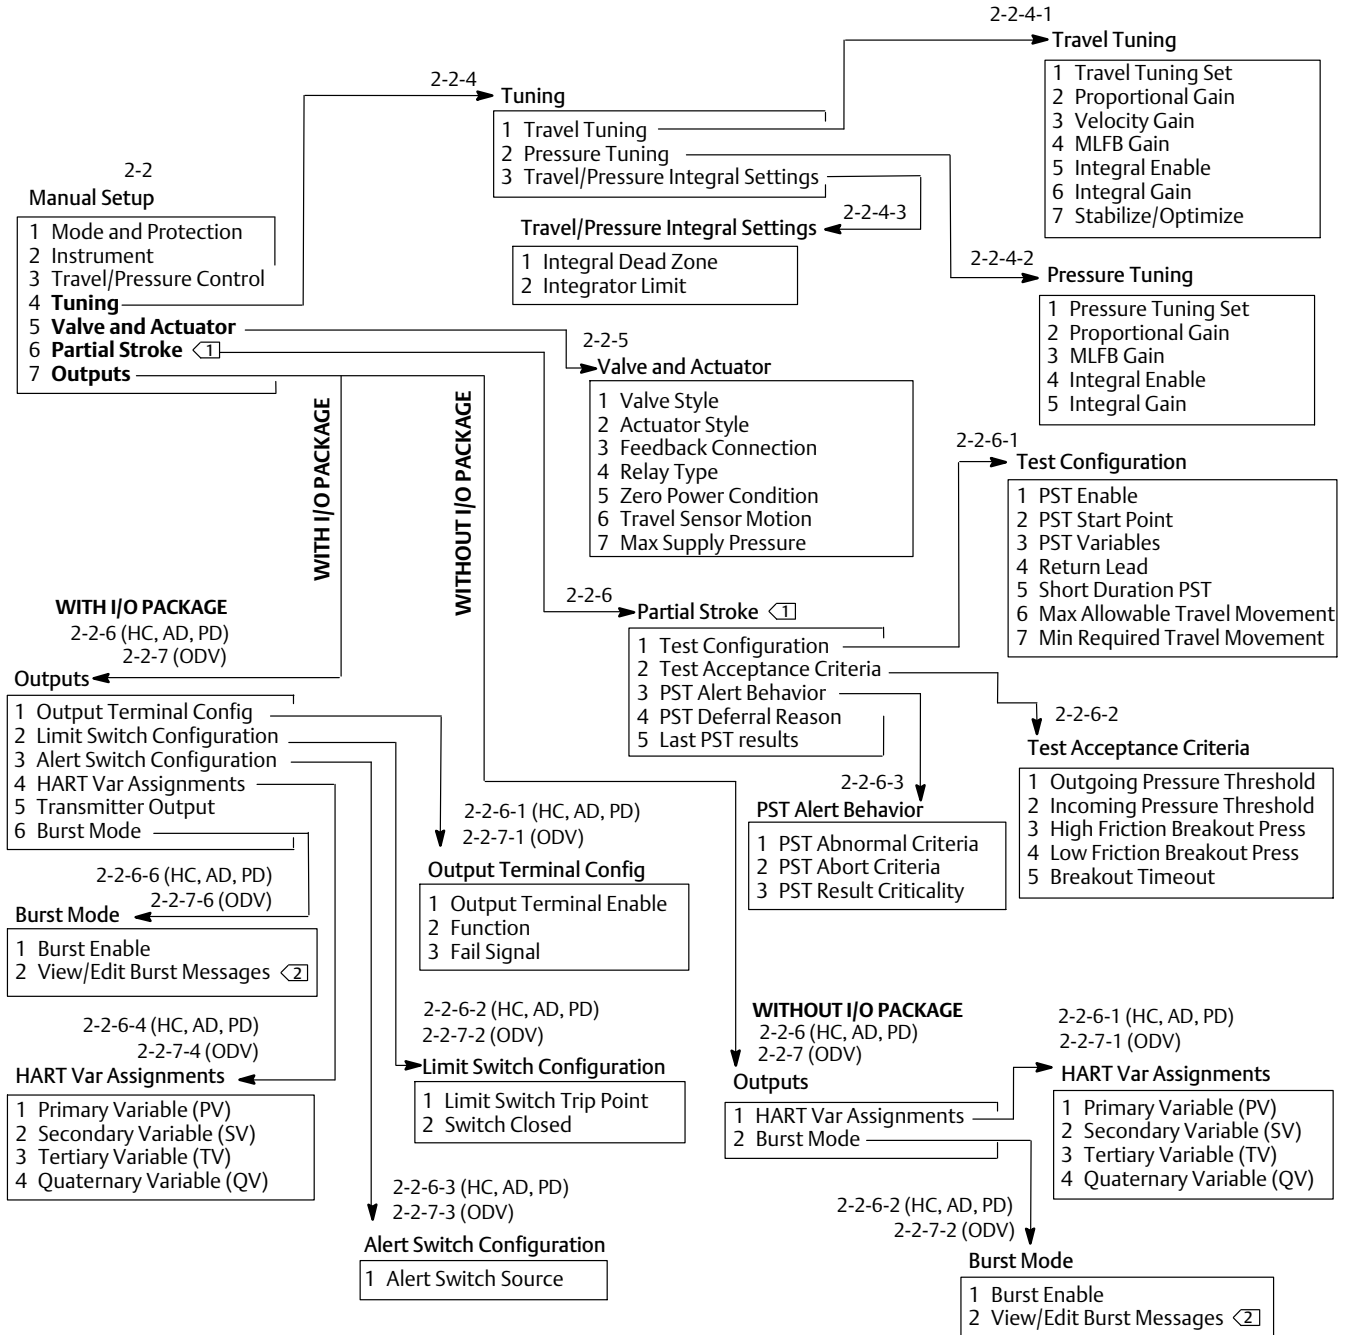 2-2-4-1
Travel Tuning
1 Travel Tuning Set
2 Proportional Gain
3 Velocity Gain
4 MLFB Gain
5 Integral Enable
6 Integral Gain
7 Stabilize/Optimize
2-2-4
Tuning
1 Travel Tuning
2 Pressure Tuning
3 Travel/Pressure Integral Settings
2-2
Manual Setup
1 Mode and Protection
2 Instrument
3 Travel/Pressure Control
4 Tuning
5 Valve and Actuator
6 Partial Stroke 1
7 Outputs
2-2-4-3
Travel/Pressure Integral Settings
1 Integral Dead Zone
2 Integrator Limit
2-2-4-2
Pressure Tuning
1 Pressure Tuning Set
2 Proportional Gain
3 MLFB Gain
4 Integral Enable
5 Integral Gain
2-2-5
Valve and Actuator
1 Valve Style
2 Actuator Style
3 Feedback Connection
4 Relay Type
5 Zero Power Condition
6 Travel Sensor Motion
7 Max Supply Pressure
WITH I/O PACKAGE
WITHOUT I/O PACKAGE
2-2-6-1
Test Configuration
1 PST Enable
2 PST Start Point
3 PST Variables
4 Return Lead
5 Short Duration PST
6 Max Allowable Travel Movement
7 Min Required Travel Movement
2-2-6
Partial Stroke 1
1 Test Configuration
2 Test Acceptance Criteria
3 PST Alert Behavior
4 PST Deferral Reason
5 Last PST results
2-2-6-2
Test Acceptance Criteria
1 Outgoing Pressure Threshold
2 Incoming Pressure Threshold
3 High Friction Breakout Press
4 Low Friction Breakout Press
5 Breakout Timeout
2-2-6-3
PST Alert Behavior
1 PST Abnormal Criteria
2 PST Abort Criteria
3 PST Result Criticality
WITH I/O PACKAGE
2-2-6 (HC, AD, PD)
2-2-7 (ODV)
Outputs
1 Output Terminal Config
2 Limit Switch Configuration
3 Alert Switch Configuration
4 HART Var Assignments
5 Transmitter Output
6 Burst Mode
2-2-6-1 (HC, AD, PD)
2-2-7-1 (ODV)
Output Terminal Config
1 Output Terminal Enable
2 Function
3 Fail Signal
2-2-6-6 (HC, AD, PD)
2-2-7-6 (ODV)
Burst Mode
1 Burst Enable
2 View/Edit Burst Messages 2
2-2-6-4 (HC, AD, PD)
2-2-7-4 (ODV)
HART Var Assignments
1 Primary Variable (PV)
2 Secondary Variable (SV)
3 Tertiary Variable (TV)
4 Quaternary Variable (QV)
2-2-6-2 (HC, AD, PD)
2-2-7-2 (ODV)
Limit Switch Configuration
1 Limit Switch Trip Point
2 Switch Closed
2-2-6-3 (HC, AD, PD)
2-2-7-3 (ODV)
Alert Switch Configuration
1 Alert Switch Source
WITHOUT I/O PACKAGE
2-2-6 (HC, AD, PD)
2-2-7 (ODV)
Outputs
1 HART Var Assignments
2 Burst Mode
2-2-6-1 (HC, AD, PD)
2-2-7-1 (ODV)
HART Var Assignments
1 Primary Variable (PV)
2 Secondary Variable (SV)
3 Tertiary Variable (TV)
4 Quaternary Variable (QV)
2-2-6-2 (HC, AD, PD)
2-2-7-2 (ODV)
Burst Mode
1 Burst Enable
2 View/Edit Burst Messages 2